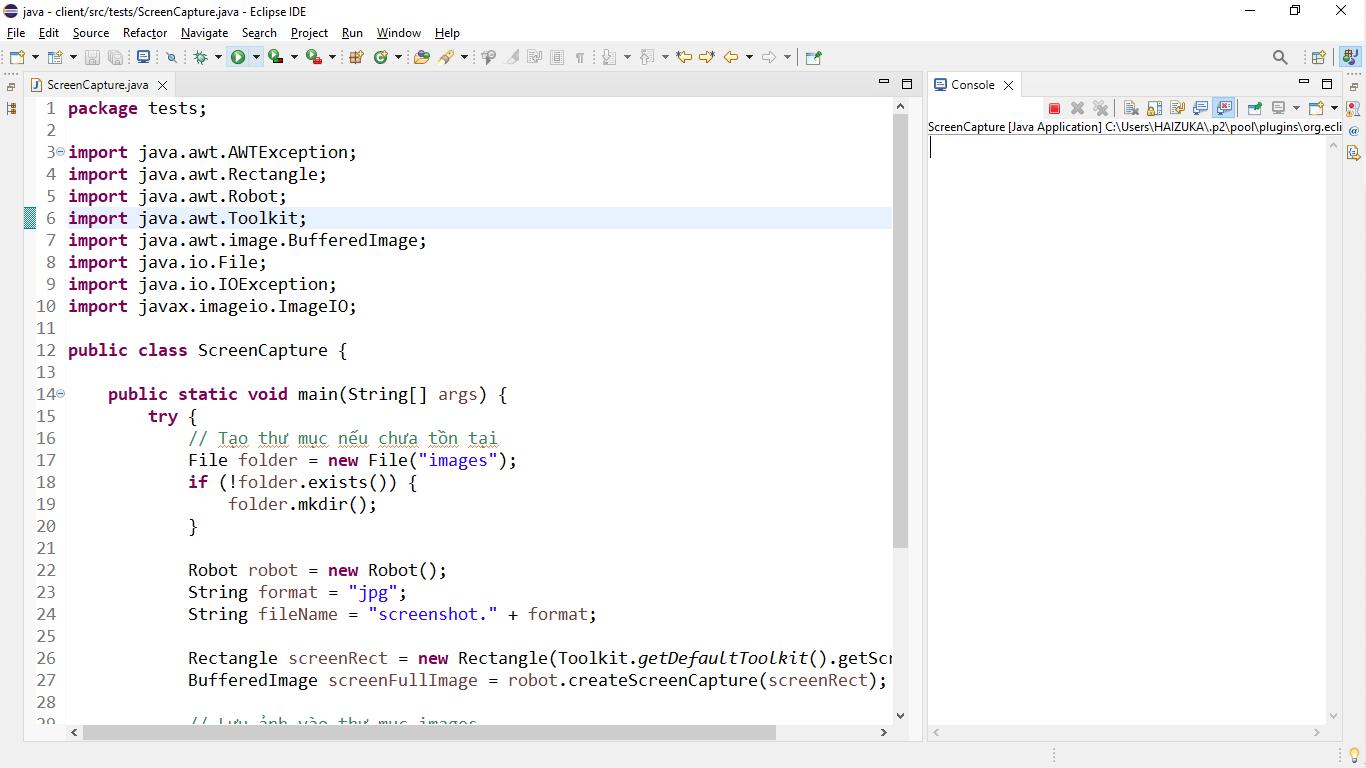 java - client/src/tests/ScreenCapture.java - Eclipse IDE
File Edit Source Refactor Navigate Search Project Run Window Help
ScreenCapture.java
1 package tests;
2
3 import java.awt.AWTException;
4 import java.awt.Rectangle;
5 import java.awt.Robot;
6 import java.awt.Toolkit;
7 import java.awt.image.BufferedImage;
8 import java.io.File;
9 import java.io.IOException;
10 import javax.imageio.ImageIO;
11
12 public class ScreenCapture {
13
14 public static void main(String[] args) {
15 try {
16 // Tạo thư mục nếu chưa tồn tại
17 File folder = new File("images");
18 if (!folder.exists()) {
19 folder.mkdir();
20 }
21
22 Robot robot = new Robot();
23 String format = "jpg";
24 String fileName = "screenshot." + format;
25
26 Rectangle screenRect = new Rectangle(Toolkit.getDefaultToolkit().getScr
27 BufferedImage screenFullImage = robot.createScreenCapture(screenRect);
28
29 // Lưu ảnh vào thư mục images
Console
ScreenCapture [Java Application] C:\Users\HAIZUKA\.p2\pool\plugins\org.ecli